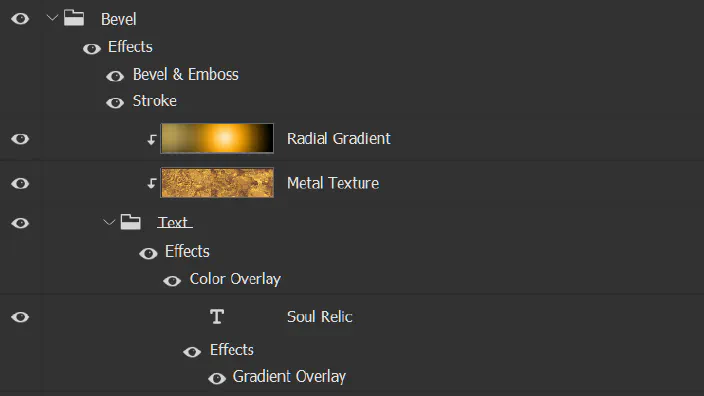 Bevel
Effects
Bevel & Emboss
Stroke
Radial Gradient
Metal Texture
Text
Effects
Color Overlay
T Soul Relic
Effects
Gradient Overlay